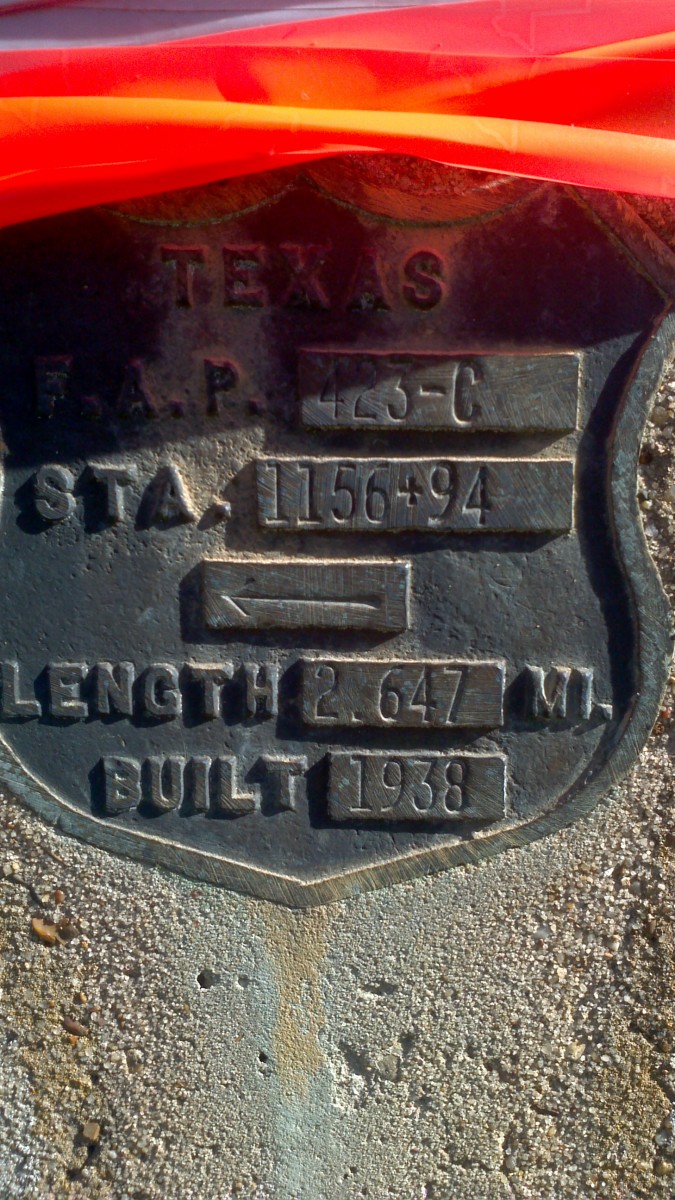 TEXAS
F.A.P. 423-C
STA. 1156+94
←
LENGTH 2.647 MI.
BUILT 1938